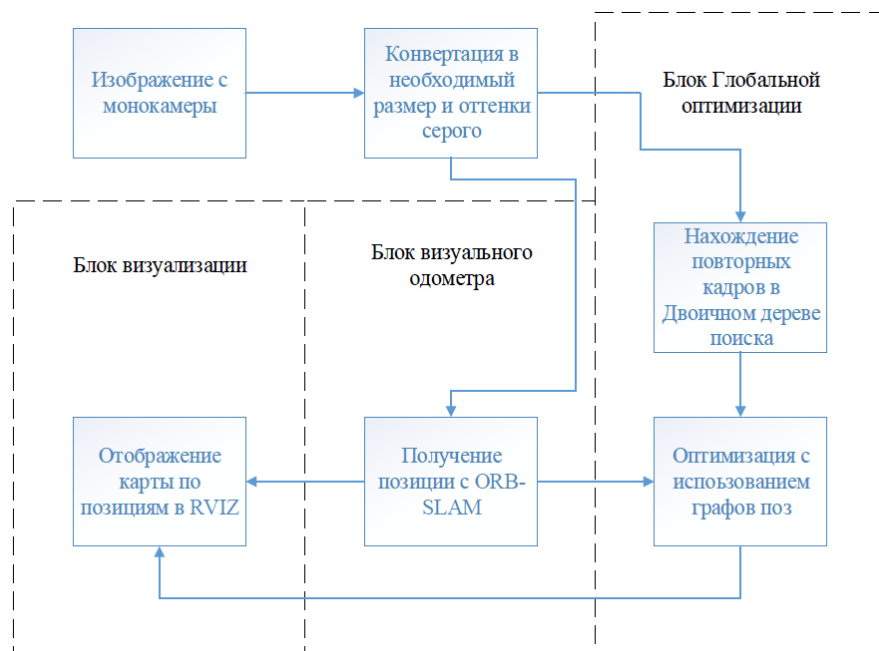 Изображение с
монокамеры
Конвертация в
необходимый
размер и оттенки
серого
Блок Глобальной
оптимизации
Блок визуализации
Блок визуального
одометра
Нахождение
повторных
кадров в
Двоичном дереве
поиска
Отображение
карты по
позициям в RVIZ
Получение
позиции с ORB-
SLAM
Оптимизация с
испоьзованием
графов поз